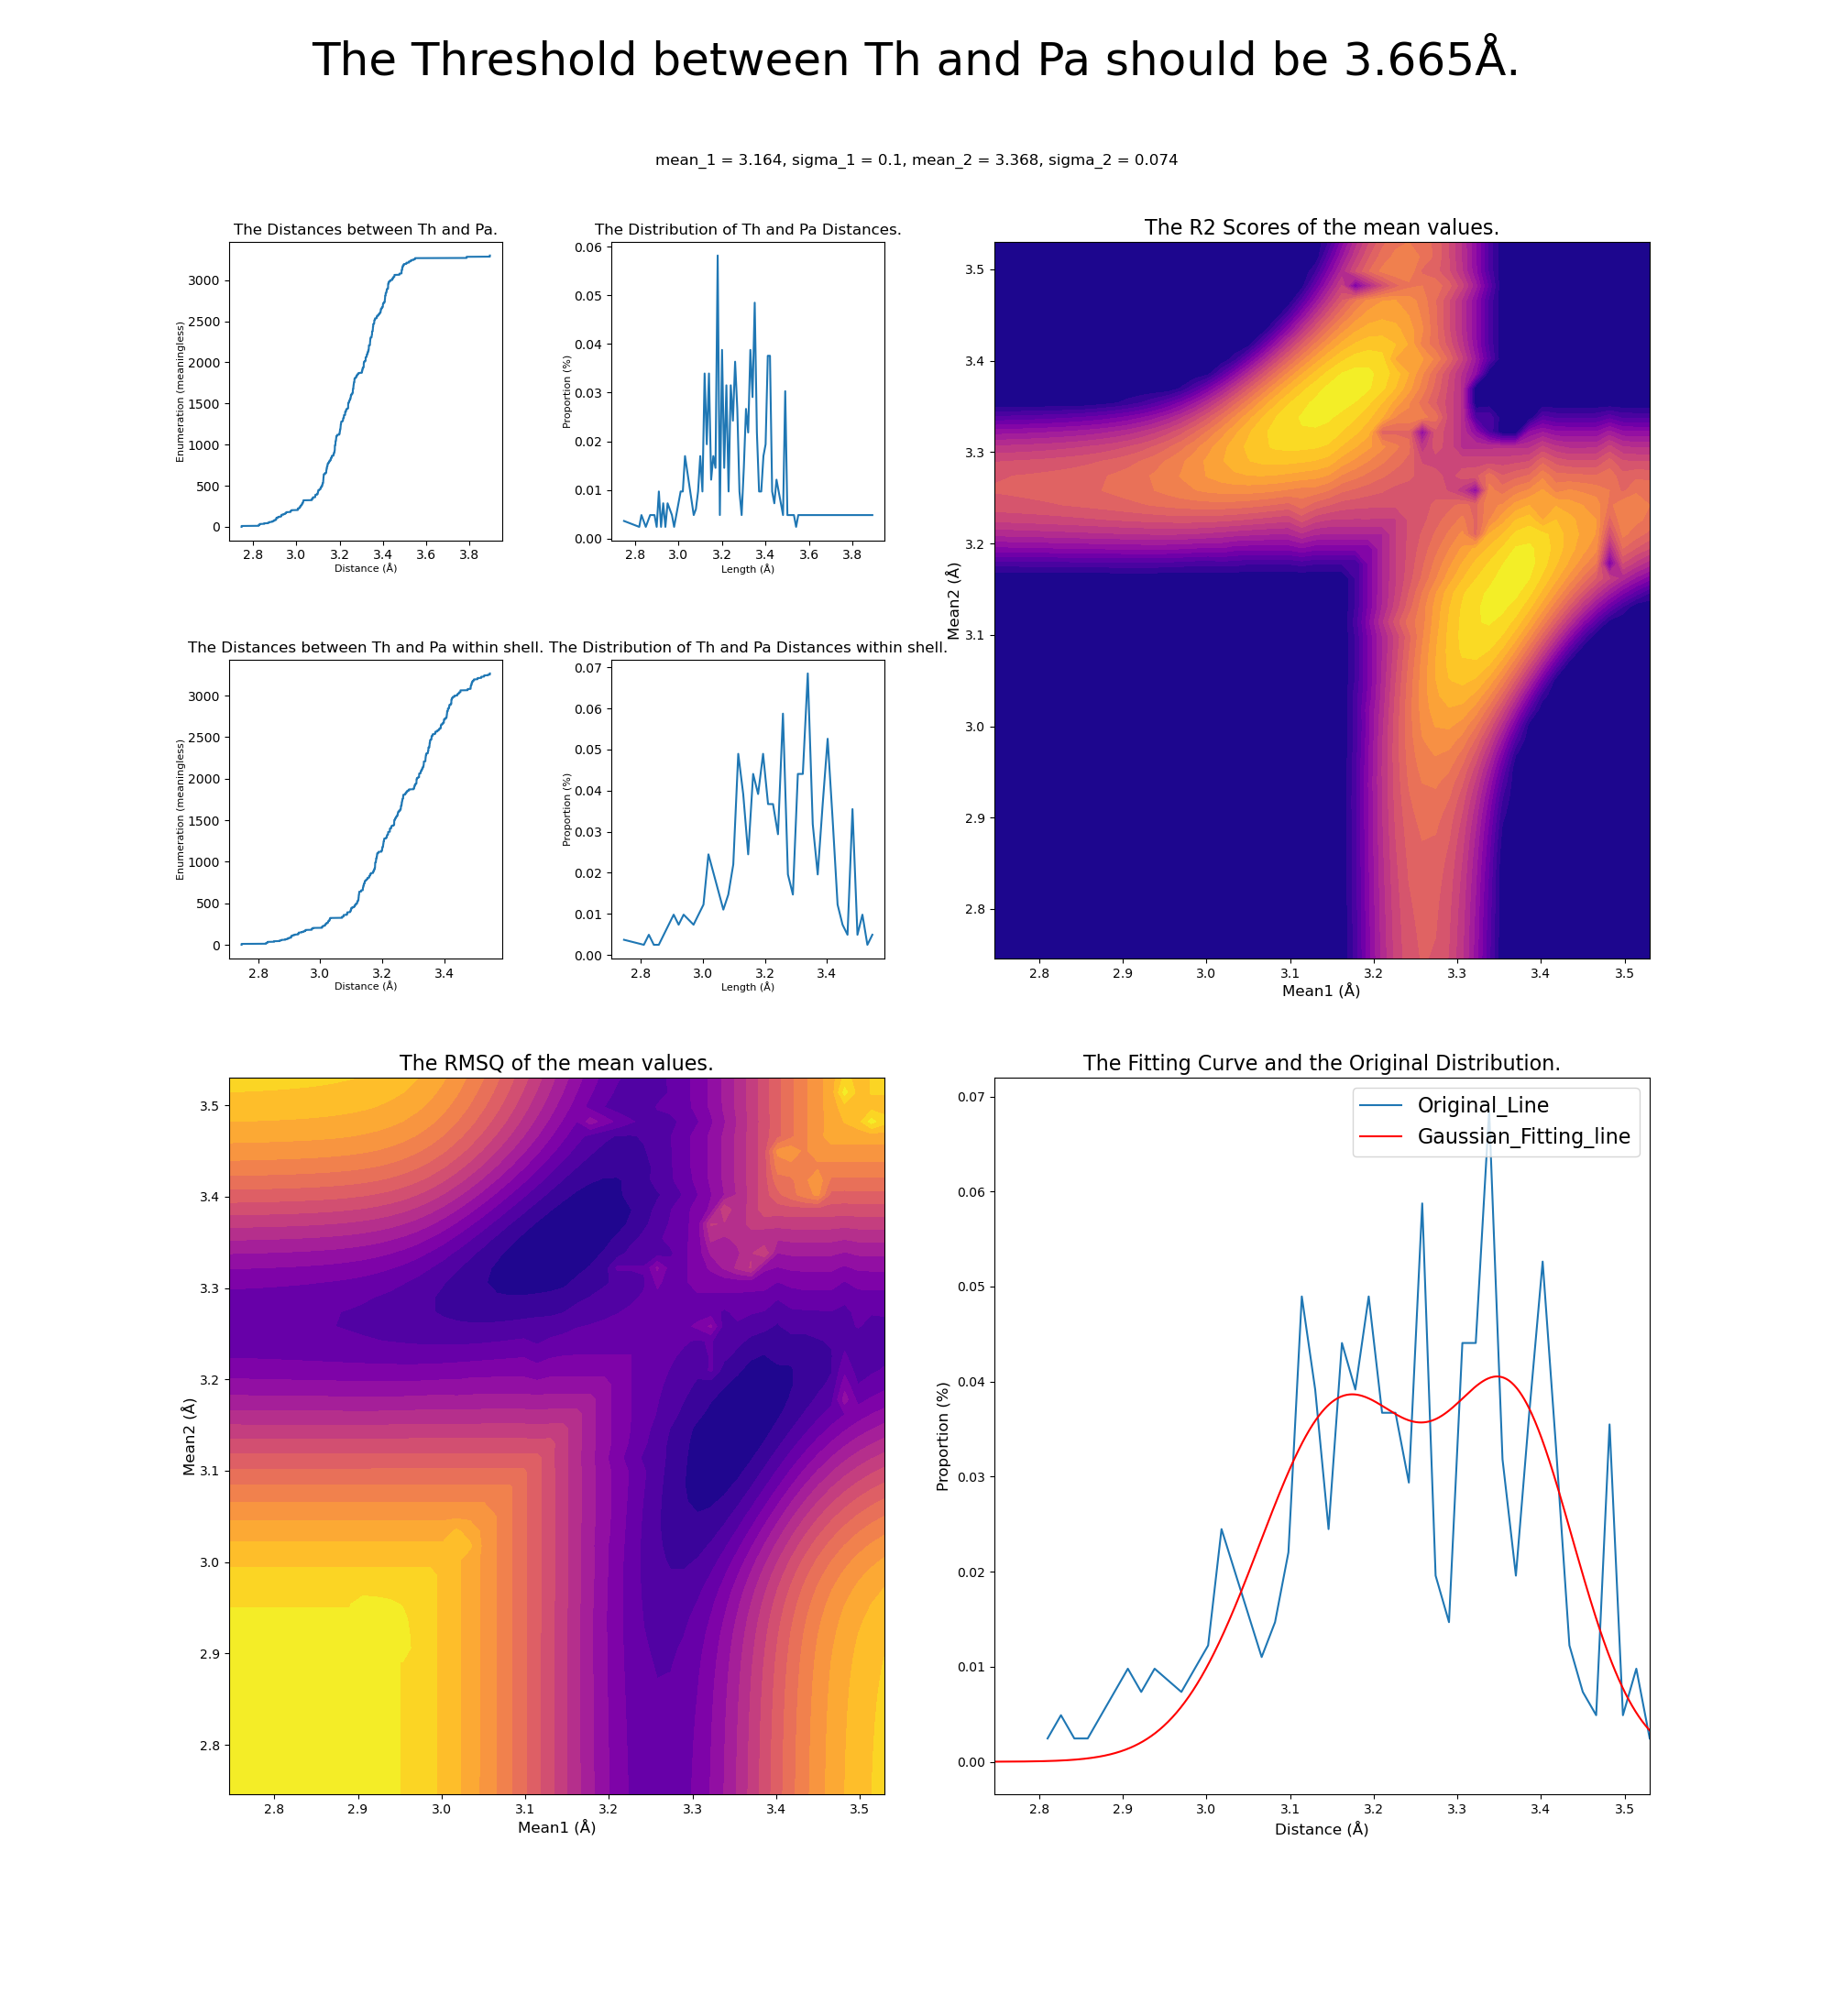 The Threshold between Th and Pa should be 3.665Å.
mean_1 = 3.164, sigma_1 = 0.1, mean_2 = 3.368, sigma_2 = 0.074
The Distances between Th and Pa.
Enumeration (meaningless)
3000
2500
2000
1500
1000
500
0
2.8 3.0 3.2 3.4 3.6 3.8
Distance (Å)
The Distribution of Th and Pa Distances.
Proportion (%)
0.06
0.05
0.04
0.03
0.02
0.01
0.00
2.8 3.0 3.2 3.4 3.6 3.8
Length (Å)
The R2 Scores of the mean values.
Mean2 (Å)
3.5
3.4
3.3
3.2
3.1
3.0
2.9
2.8
2.8 2.9 3.0 3.1 3.2 3.3 3.4 3.5
Mean1 (Å)
The Distances between Th and Pa within shell.
Enumeration (meaningless)
3000
2500
2000
1500
1000
500
0
2.8 3.0 3.2 3.4
Distance (Å)
The Distribution of Th and Pa Distances within shell.
Proportion (%)
0.07
0.06
0.05
0.04
0.03
0.02
0.01
0.00
2.8 3.0 3.2 3.4
Length (Å)
The RMSQ of the mean values.
Mean2 (Å)
3.5
3.4
3.3
3.2
3.1
3.0
2.9
2.8
2.8 2.9 3.0 3.1 3.2 3.3 3.4 3.5
Mean1 (Å)
The Fitting Curve and the Original Distribution.
Original_Line
Gaussian_Fitting_line
Proportion (%)
0.07
0.06
0.05
0.04
0.03
0.02
0.01
0.00
2.8 2.9 3.0 3.1 3.2 3.3 3.4 3.5
Distance (Å)